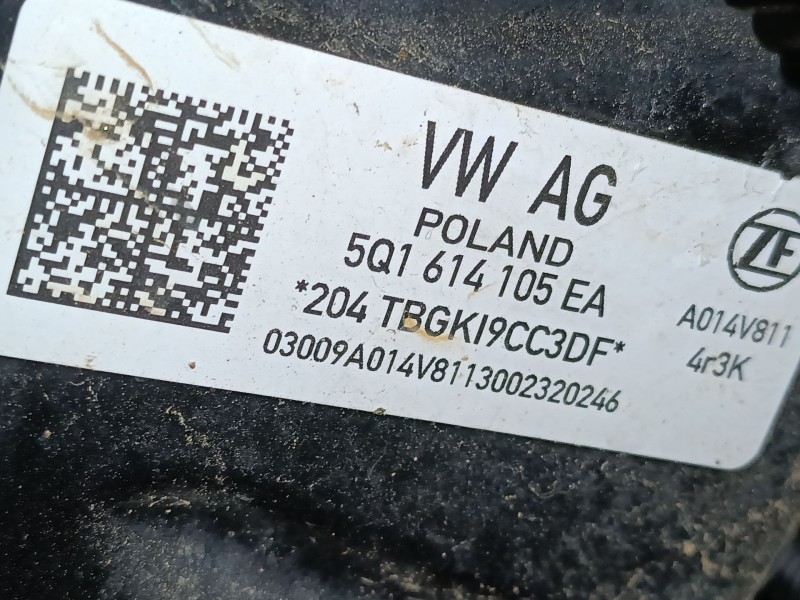 VW AG
POLAND
5Q1 614 105 EA
*204 TBGKI9CC3DF*
03009A014V8113002320246
ZF
A014V811
4r3K